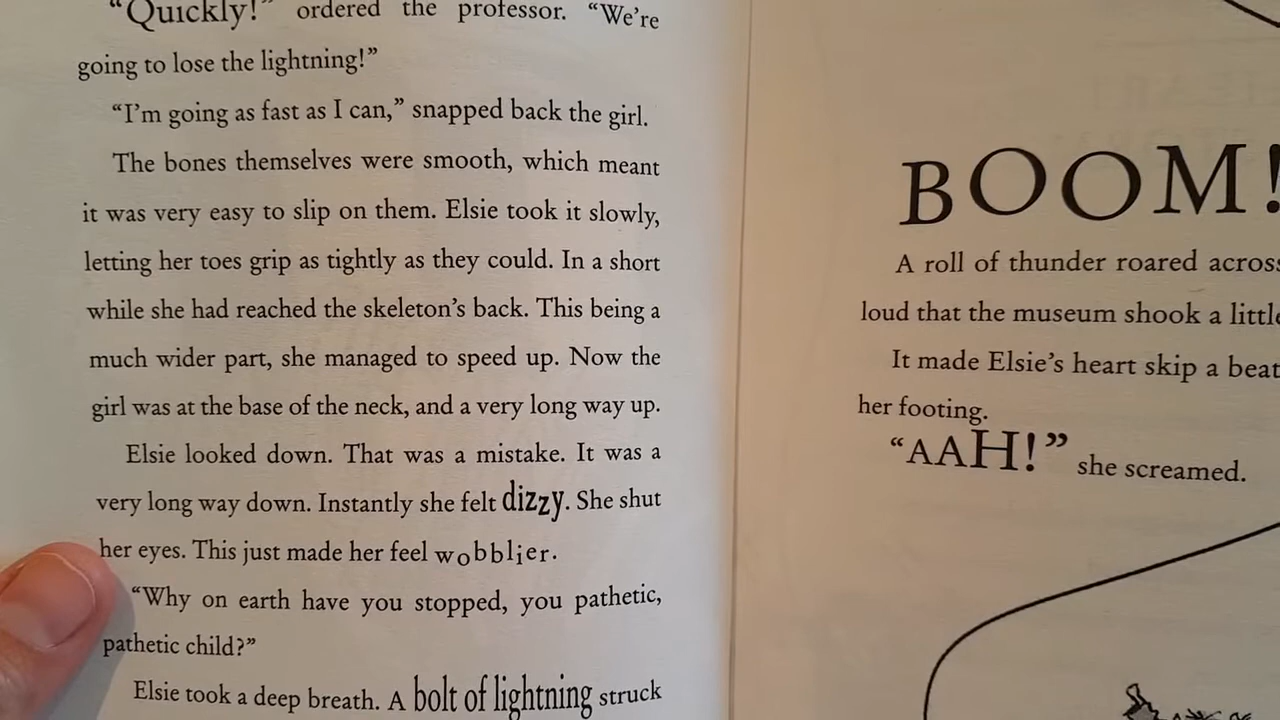 “Quickly!” ordered the professor. “We’re
going to lose the lightning!”
“I’m going as fast as I can,” snapped back the girl.
The bones themselves were smooth, which meant
it was very easy to slip on them. Elsie took it slowly,
letting her toes grip as tightly as they could. In a short
while she had reached the skeleton’s back. This being a
much wider part, she managed to speed up. Now the
girl was at the base of the neck, and a very long way up.
Elsie looked down. That was a mistake. It was a
very long way down. Instantly she felt dizzy. She shut
her eyes. This just made her feel wobblier.
“Why on earth have you stopped, you pathetic,
pathetic child?”
Elsie took a deep breath. A bolt of lightning struck
BOOM!
A roll of thunder roared across
loud that the museum shook a little
It made Elsie’s heart skip a beat
her footing.
“AAH!” she screamed.